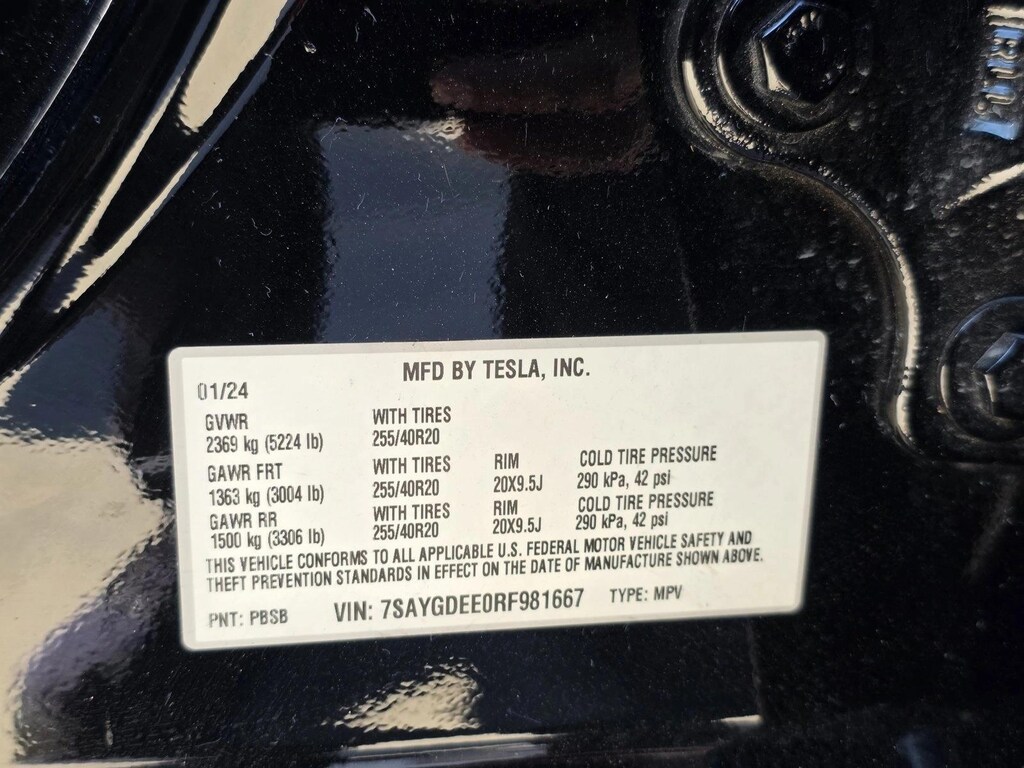 MFD BY TESLA, INC.
01/24
GVWR WITH TIRES
2369 kg (5224 lb) 255/40R20
GAWR FRT WITH TIRES RIM COLD TIRE PRESSURE
1363 kg (3004 lb) 255/40R20 20X9.5J 290 kPa, 42 psi
GAWR RR WITH TIRES RIM COLD TIRE PRESSURE
1500 kg (3306 lb) 255/40R20 20X9.5J 290 kPa, 42 psi
THIS VEHICLE CONFORMS TO ALL APPLICABLE U.S. FEDERAL MOTOR VEHICLE SAFETY AND
THEFT PREVENTION STANDARDS IN EFFECT ON THE DATE OF MANUFACTURE SHOWN ABOVE.
PNT: PBSB VIN: 7SAYGDEE0RF981667 TYPE: MPV